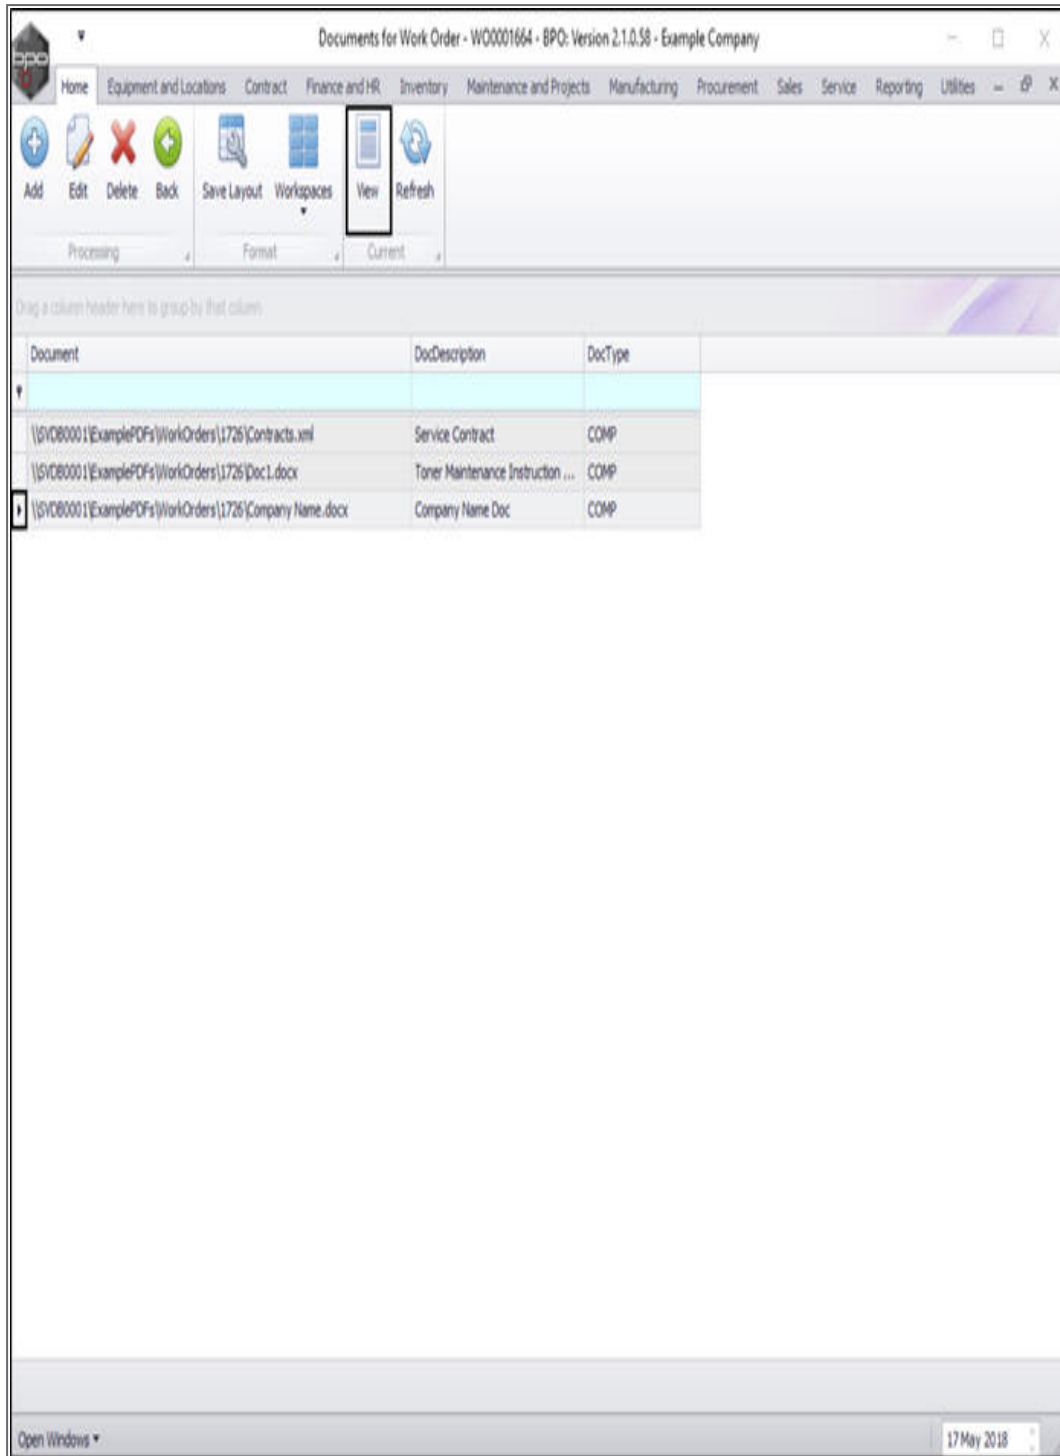 Documents for Work Order - WO0001664 - BPO: Version 2.1.0.58 - Example Company
bpo
Home Equipment and Locations Contract Finance and HR Inventory Maintenance and Projects Manufacturing Procurement Sales Service Reporting Utilities
Add Edit Delete Back Save Layout Workspaces View Refresh
Processing Format Current
Drag a column header here to group by that column
Document DocDescription DocType
\\SVDB0001\ExamplePDFs\WorkOrders\1726\Contracts.xml Service Contract COMP
\\SVDB0001\ExamplePDFs\WorkOrders\1726\Doc1.docx Toner Maintenance Instruction ... COMP
\\SVDB0001\ExamplePDFs\WorkOrders\1726\Company Name.docx Company Name Doc COMP
Open Windows 17 May 2018